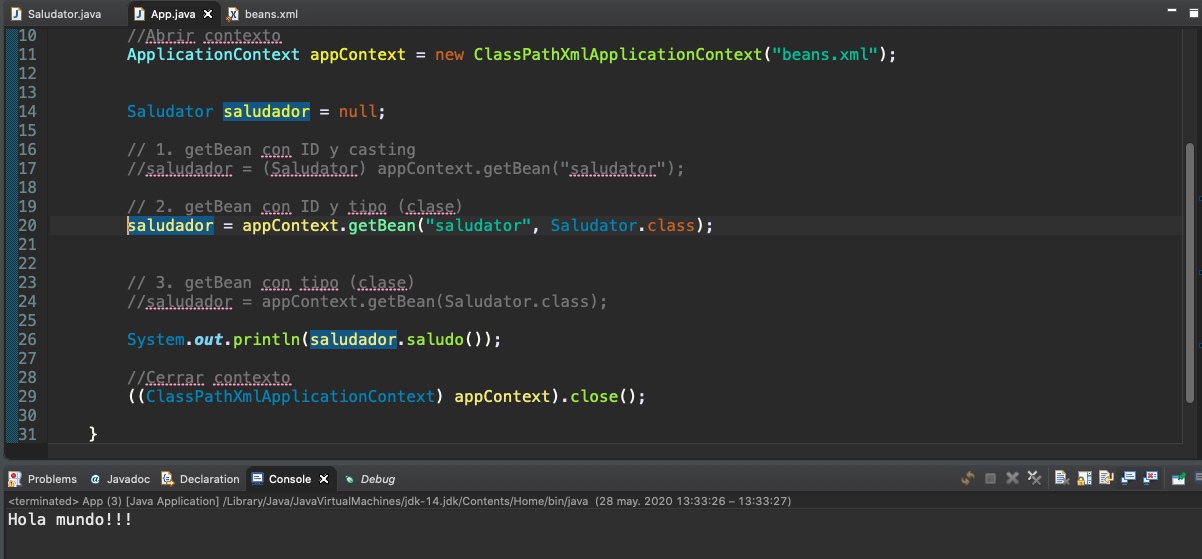 Saludator.java App.java beans.xml
10 //Abrir contexto
11 ApplicationContext appContext = new ClassPathXmlApplicationContext("beans.xml");
12
13
14 Saludator saludador = null;
15
16 // 1. getBean con ID y casting
17 //saludador = (Saludator) appContext.getBean("saludator");
18
19 // 2. getBean con ID y tipo (clase)
20 saludador = appContext.getBean("saludator", Saludator.class);
21
22
23 // 3. getBean con tipo (clase)
24 //saludador = appContext.getBean(Saludator.class);
25
26 System.out.println(saludador.saludo());
27
28 //Cerrar contexto
29 ((ClassPathXmlApplicationContext) appContext).close();
30
31 }
Problems @ Javadoc Declaration Console Debug
<terminated> App (3) [Java Application] /Library/Java/JavaVirtualMachines/jdk-14.jdk/Contents/Home/bin/java (28 may. 2020 13:33:26 – 13:33:27)
Hola mundo!!!